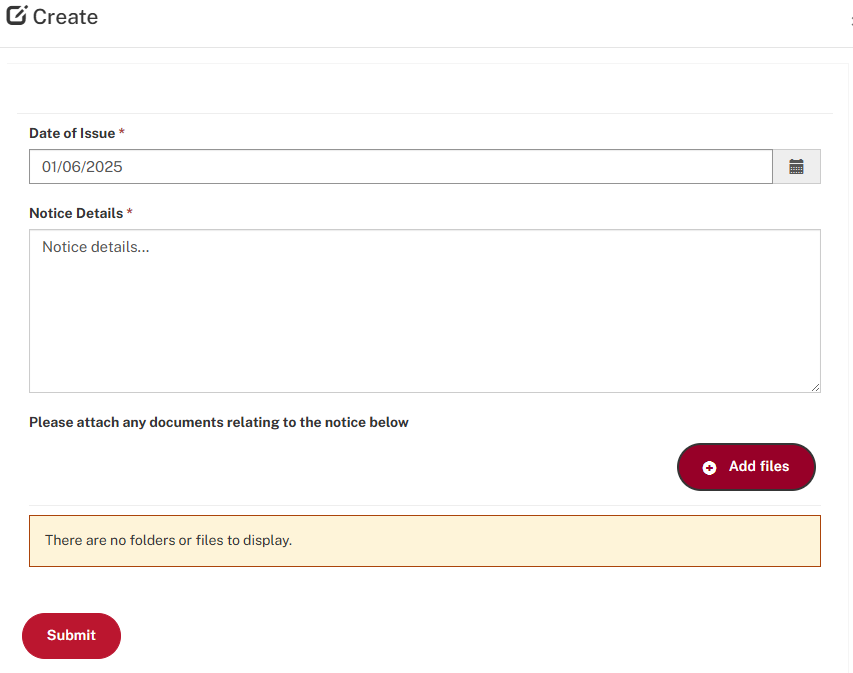 Create
Date of Issue *
01/06/2025
Notice Details *
Notice details...
Please attach any documents relating to the notice below
Add files
There are no folders or files to display.
Submit